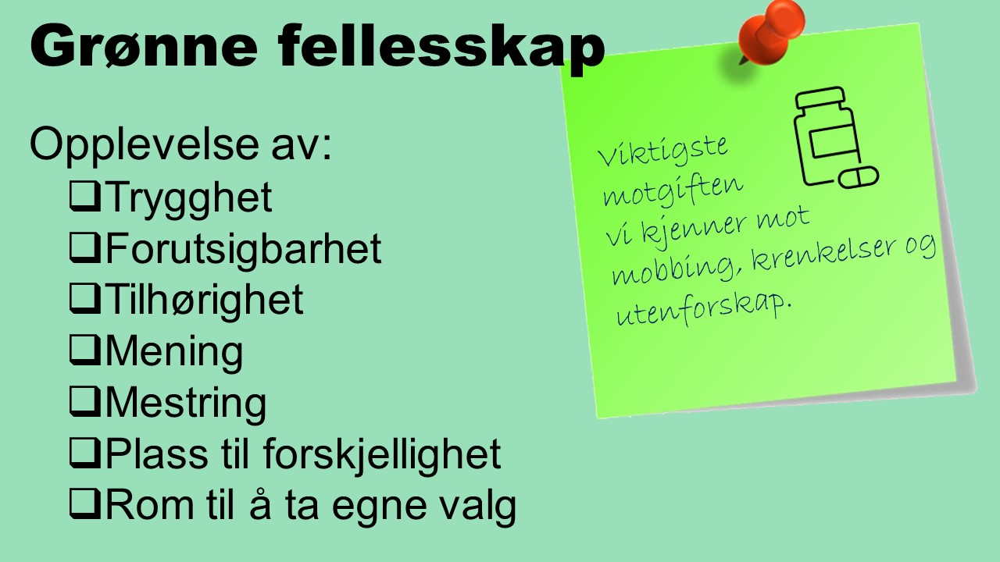 Grønne fellesskap
Opplevelse av:
❑Trygghet
❑Forutsigbarhet
❑Tilhørighet
❑Mening
❑Mestring
❑Plass til forskjellighet
❑Rom til å ta egne valg
Viktigste
motgiften
vi kjenner mot
mobbing, krenkelser og
utenforskap.